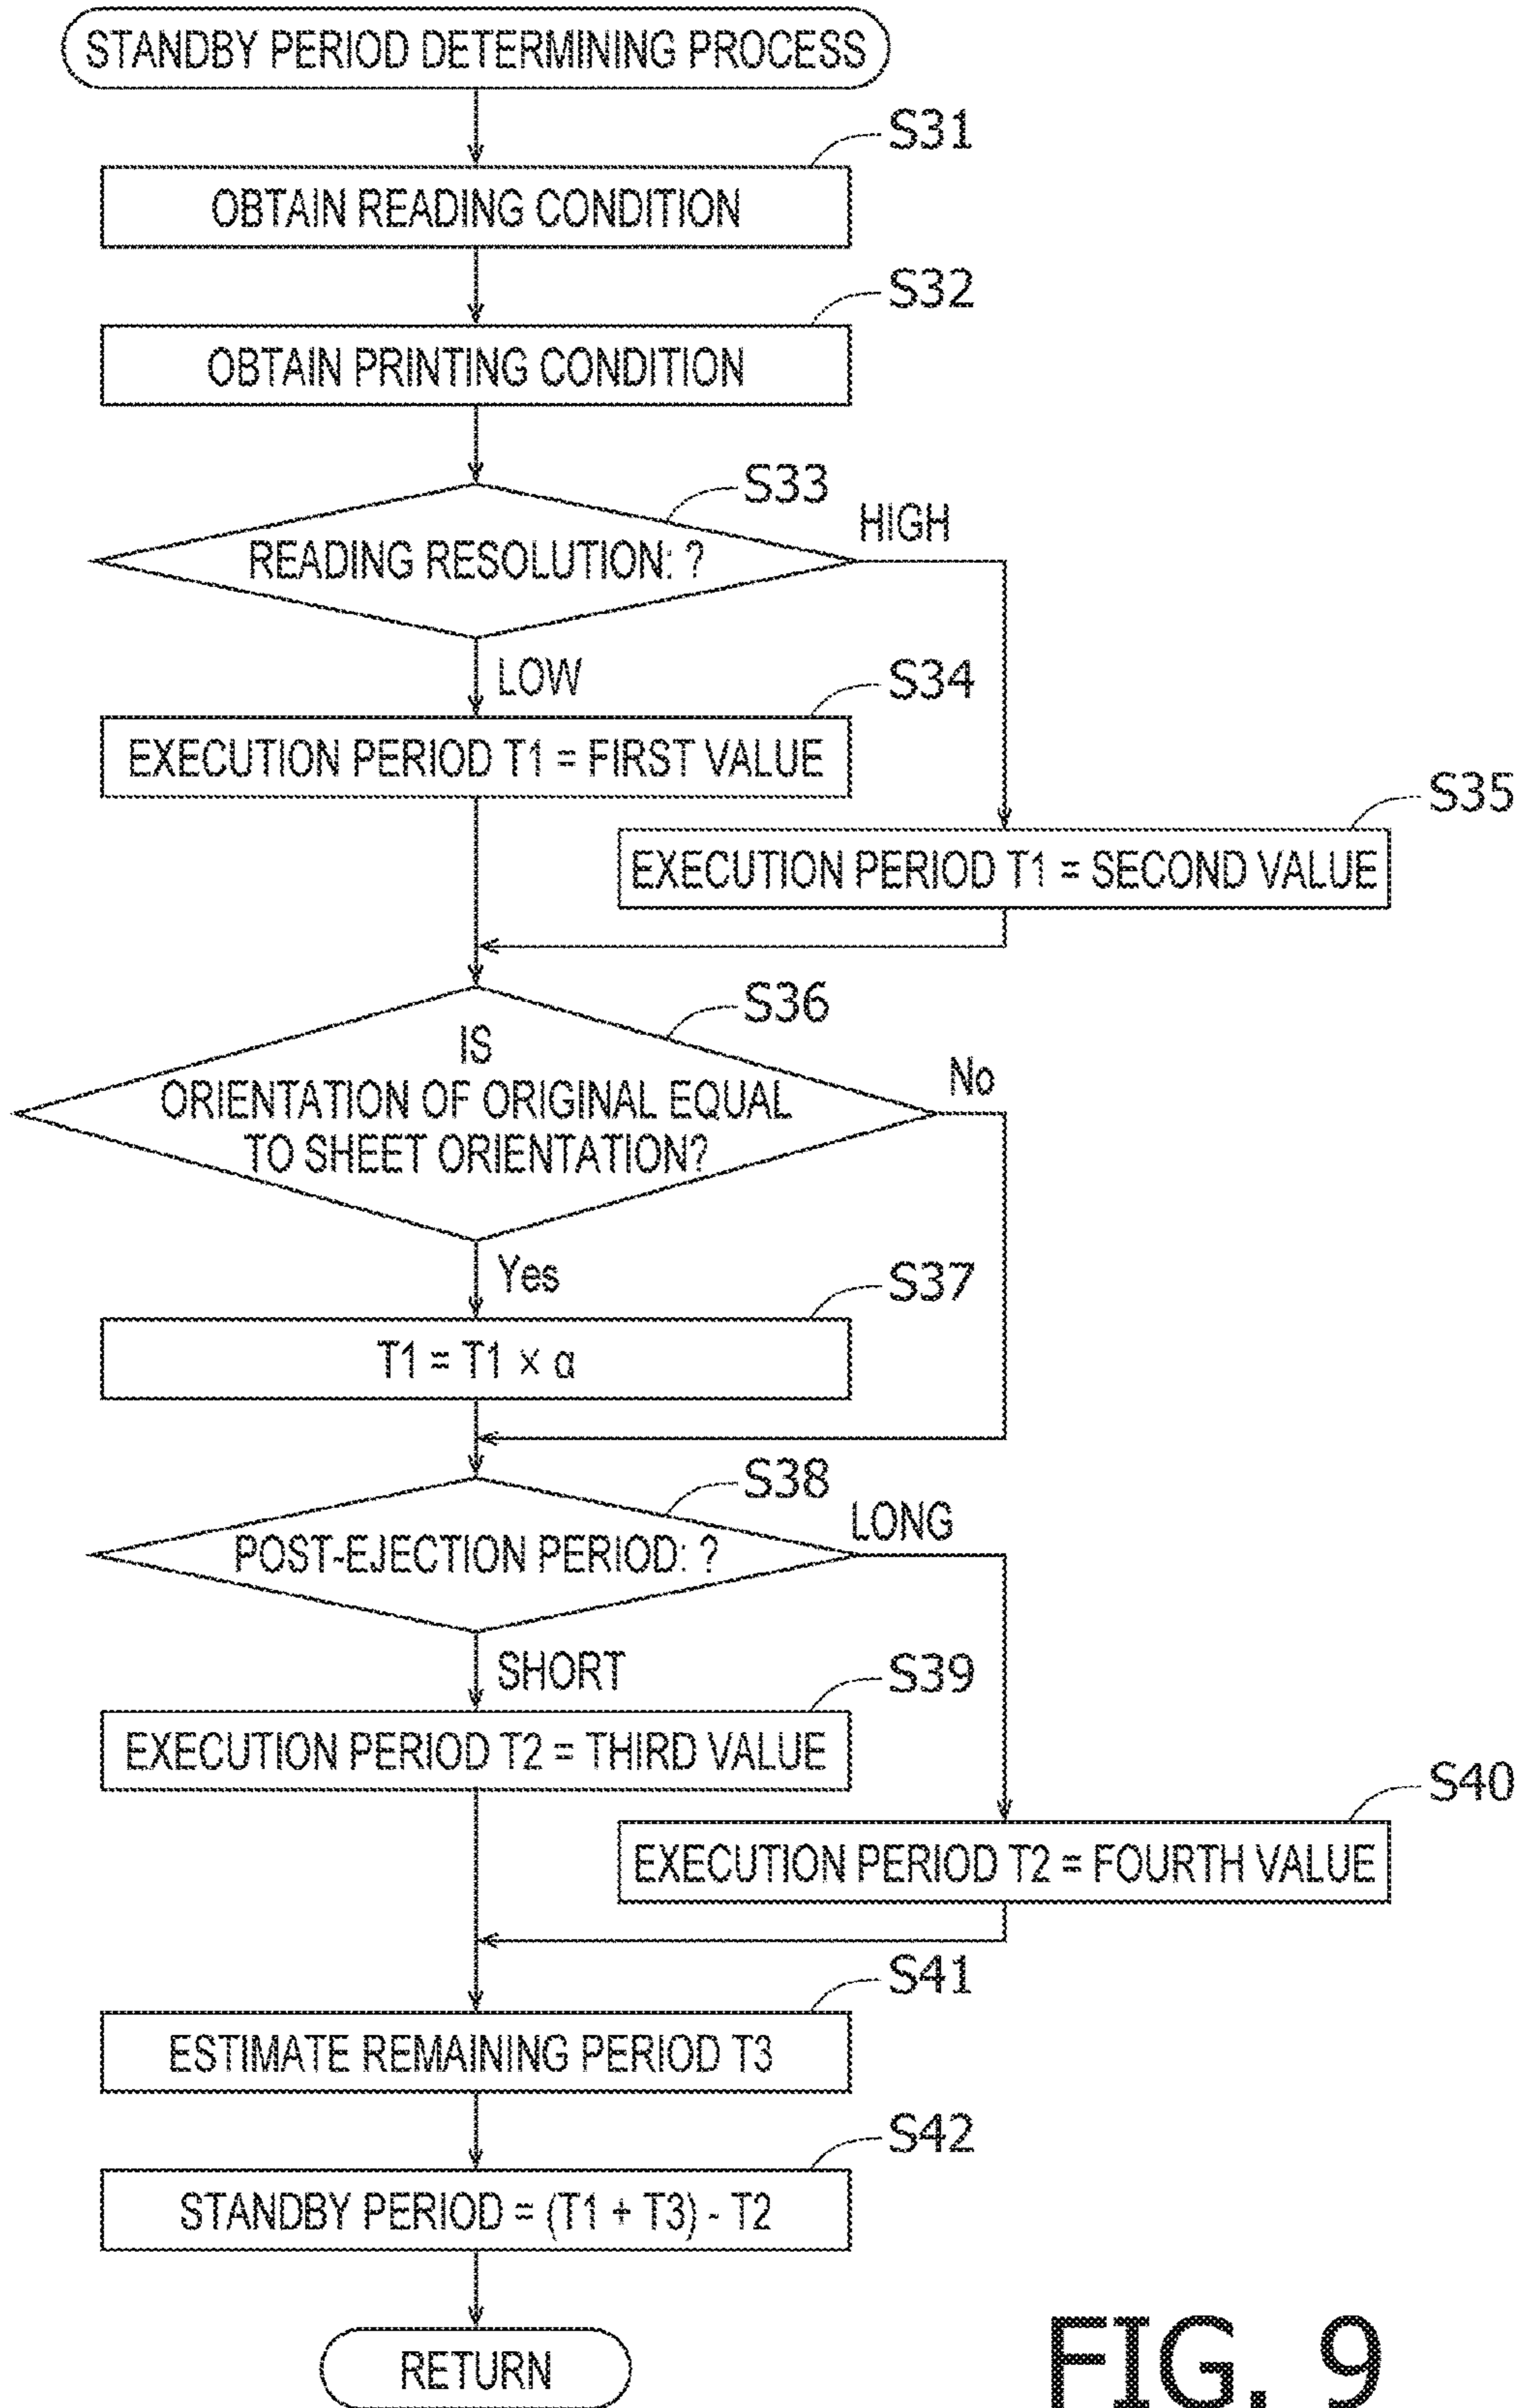 STANDBY PERIOD DETERMINING PROCESS
S31
OBTAIN READING CONDITION
S32
OBTAIN PRINTING CONDITION
S33
READING RESOLUTION: ?
HIGH
LOW
S34
EXECUTION PERIOD T1 = FIRST VALUE
S35
EXECUTION PERIOD T1 = SECOND VALUE
S36
IS
ORIENTATION OF ORIGINAL EQUAL
TO SHEET ORIENTATION?
No
Yes
S37
T1 = T1 × α
S38
POST-EJECTION PERIOD: ?
LONG
SHORT
S39
EXECUTION PERIOD T2 = THIRD VALUE
S40
EXECUTION PERIOD T2 = FOURTH VALUE
S41
ESTIMATE REMAINING PERIOD T3
S42
STANDBY PERIOD = (T1 + T3) - T2
RETURN
FIG. 9